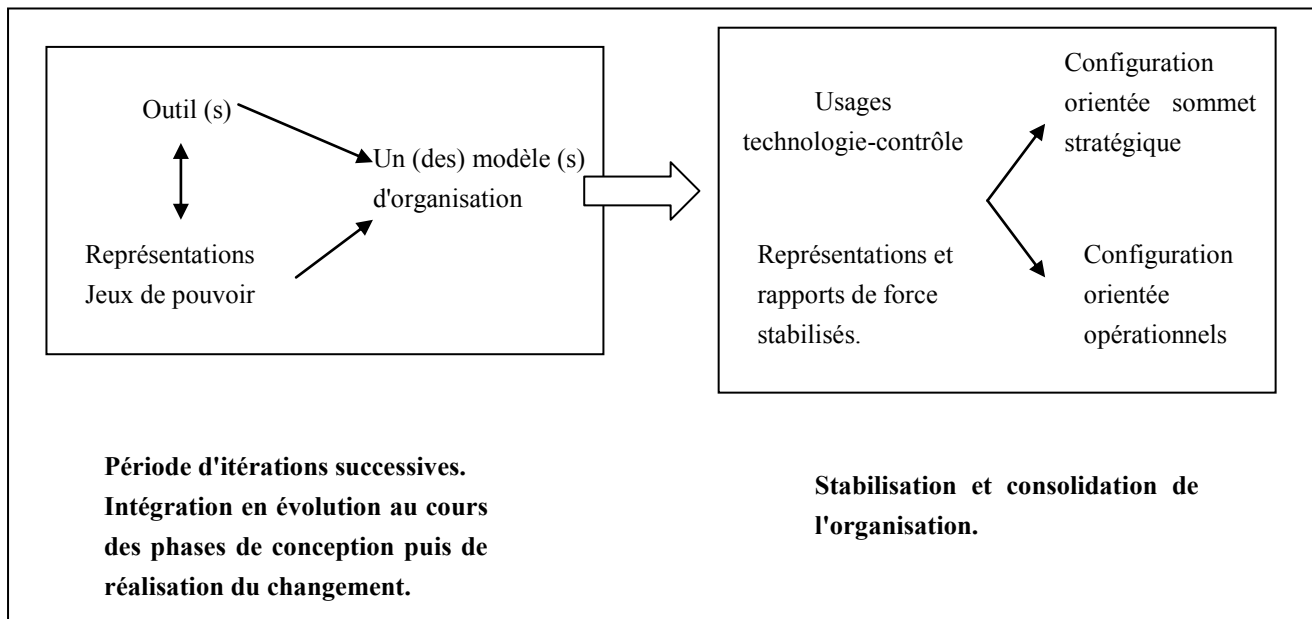 Outil (s)
Un (des) modèle (s)
d'organisation
Représentations
Jeux de pouvoir
Usages
technologie-contrôle
Représentations et
rapports de force
stabilisés.
Configuration
orientée sommet
stratégique
Configuration
orientée
opérationnels
Période d'itérations successives.
Intégration en évolution au cours
des phases de conception puis de
réalisation du changement.
Stabilisation et consolidation de
l'organisation.